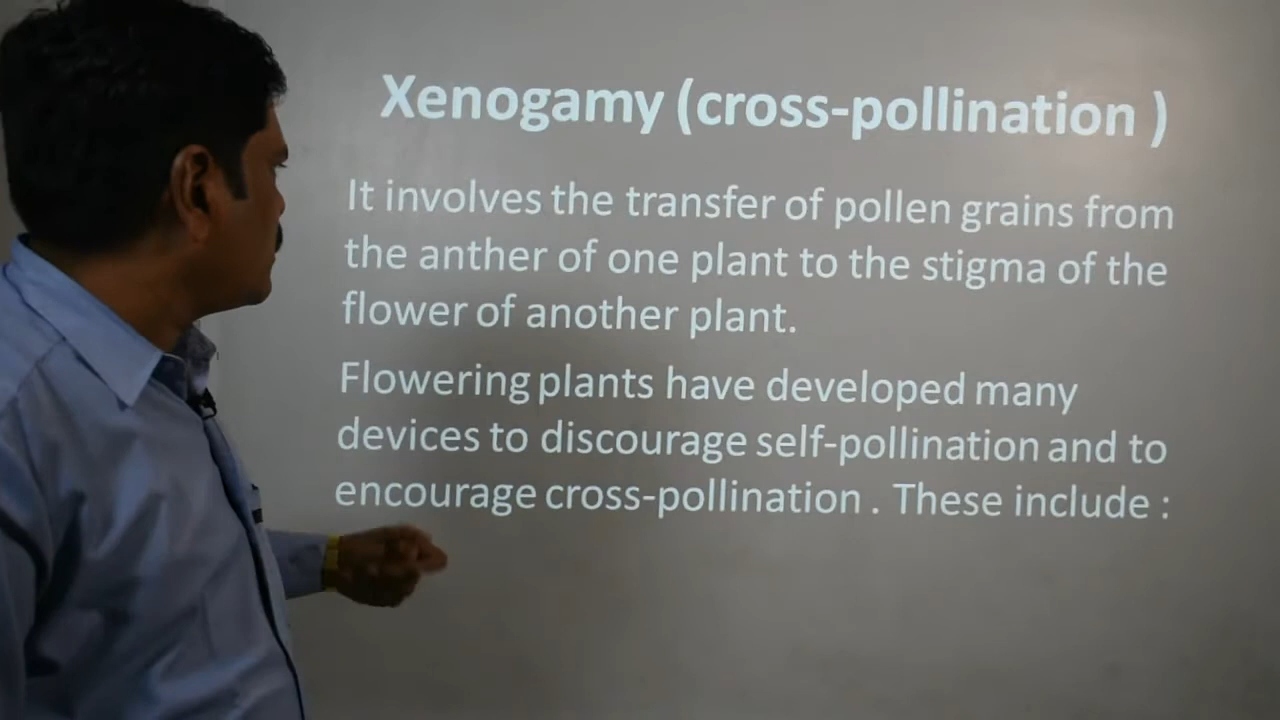 Xenogamy (cross-pollination )
It involves the transfer of pollen grains from
the anther of one plant to the stigma of the
flower of another plant.
Flowering plants have developed many
devices to discourage self-pollination and to
encourage cross-pollination . These include :